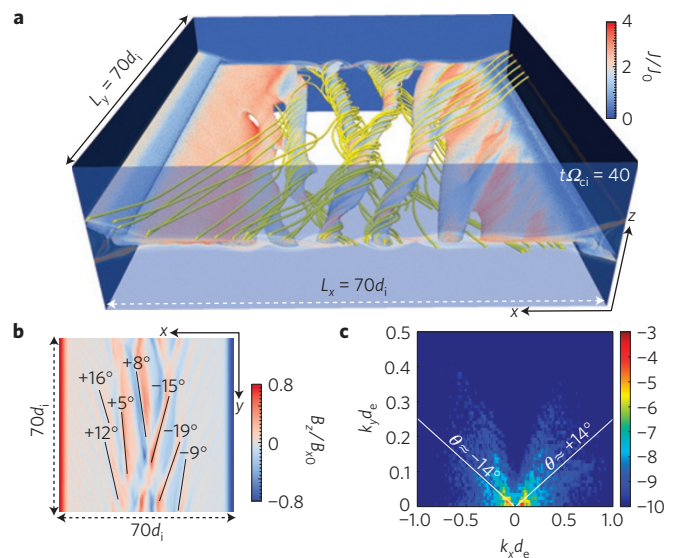 a
L_y = 70d_i
4
2
0
J/J_0
tΩ_ci = 40
z
L_x = 70d_i
x
b
x
y
+16°
+8°
−15°
+5°
+12°
−19°
−9°
70d_i
70d_i
0.8
0
−0.8
B_z/B_x0
c
0.5
0.4
0.3
0.2
0.1
0
k_yd_e
θ ≈ −14°
θ ≈ +14°
−1.0 −0.5 0 0.5 1.0
k_xd_e
−3
−4
−5
−6
−7
−8
−9
−10